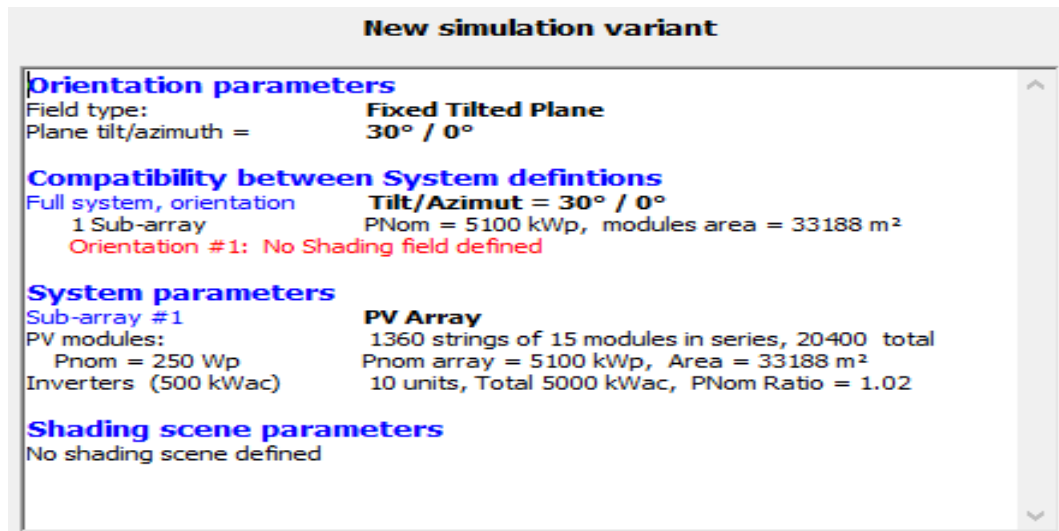 New simulation variant
Orientation parameters
Field type: Fixed Tilted Plane
Plane tilt/azimuth = 30° / 0°
Compatibility between System defintions
Full system, orientation Tilt/Azimut = 30° / 0°
1 Sub-array PNom = 5100 kWp, modules area = 33188 m²
Orientation #1: No Shading field defined
System parameters
Sub-array #1 PV Array
PV modules: 1360 strings of 15 modules in series, 20400 total
Pnom = 250 Wp Pnom array = 5100 kWp, Area = 33188 m²
Inverters (500 kWac) 10 units, Total 5000 kWac, PNom Ratio = 1.02
Shading scene parameters
No shading scene defined